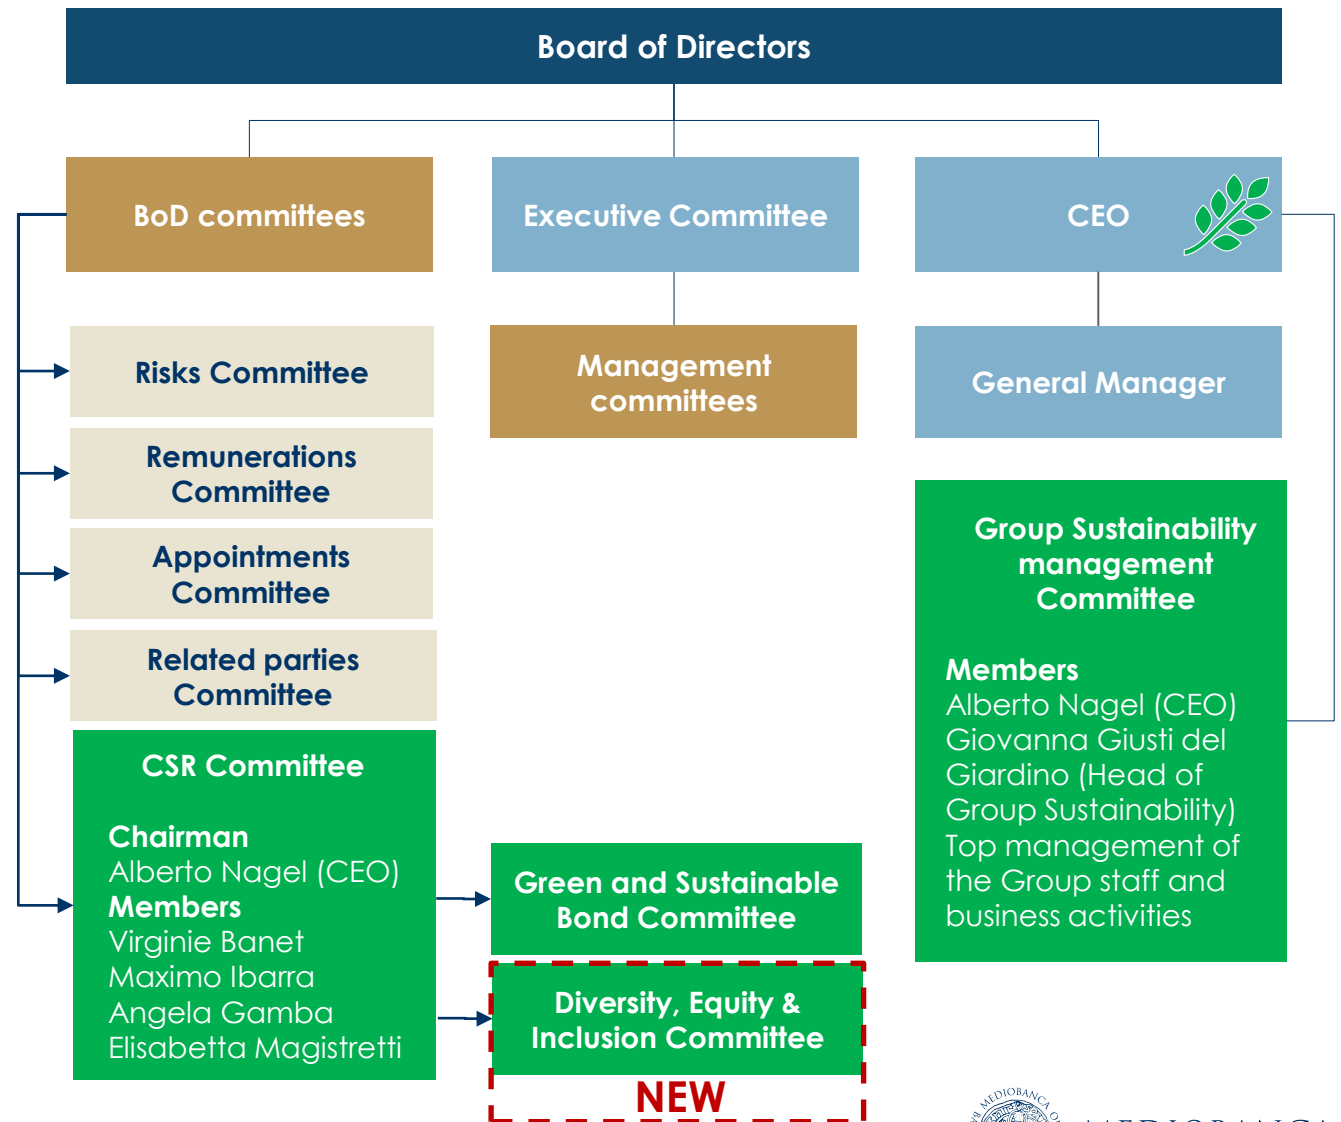 Board of Directors
BoD committees
Executive Committee
CEO
Risks Committee
Management
committees
General Manager
Remunerations
Committee
Appointments
Committee
Related parties
Committee
Group Sustainability
management
Committee
Members
Alberto Nagel (CEO)
Giovanna Giusti del
Giardino (Head of
Group Sustainability)
Top management of
the Group staff and
business activities
CSR Committee
Chairman
Alberto Nagel (CEO)
Members
Virginie Banet
Maximo Ibarra
Angela Gamba
Elisabetta Magistretti
Green and Sustainable
Bond Committee
Diversity, Equity &
Inclusion Committee
NEW
MEDIOBANCA
MEDIOBANCA